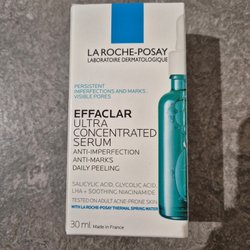 LA ROCHE-POSAY
LABORATOIRE DERMATOLOGIQUE
PERSISTENT
IMPERFECTIONS AND MARKS
VISIBLE PORES
EFFACLAR
ULTRA
CONCENTRATED
SERUM
ANTI-IMPERFECTION
ANTI-MARKS
DAILY PEELING
SALICYLIC ACID, GLYCOLIC ACID,
LHA + SOOTHING NIACINAMIDE
TESTED ON ADULT ACNE-PRONE SKIN
WITH LA ROCHE-POSAY THERMAL SPRING WATER
30 ml Made in France